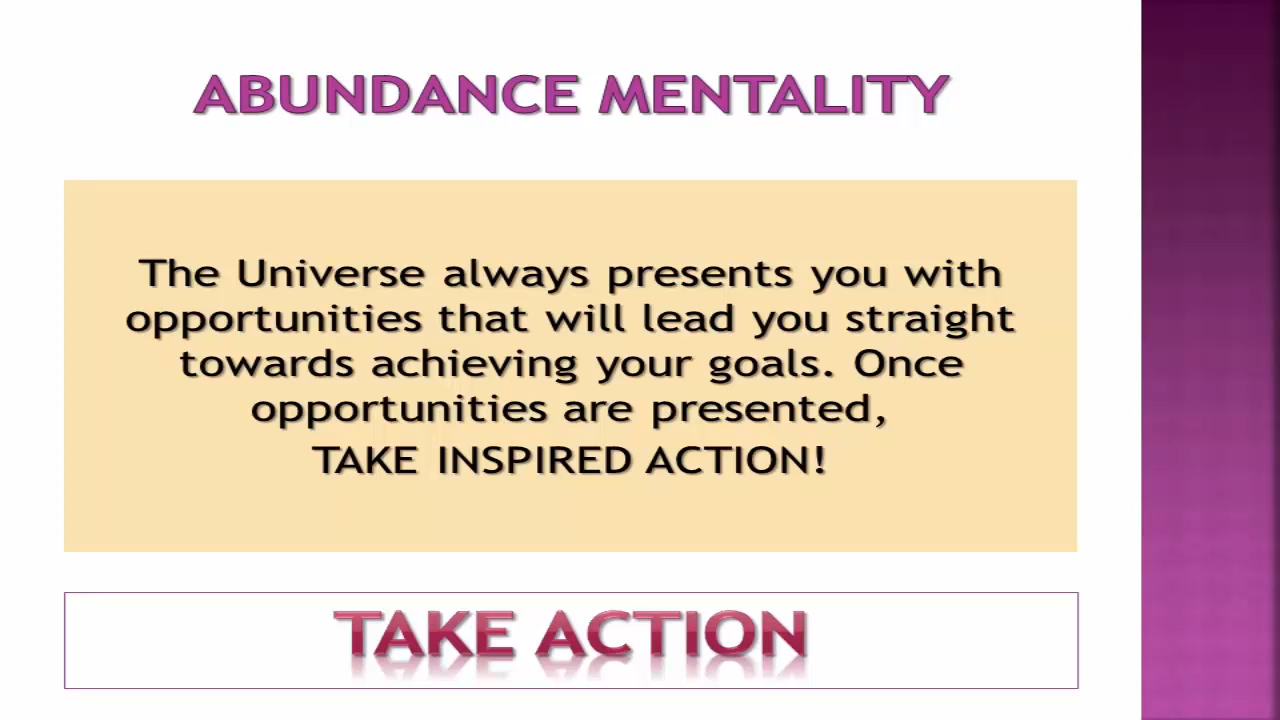 ABUNDANCE MENTALITY
The Universe always presents you with
opportunities that will lead you straight
towards achieving your goals. Once
opportunities are presented,
TAKE INSPIRED ACTION!
TAKE ACTION